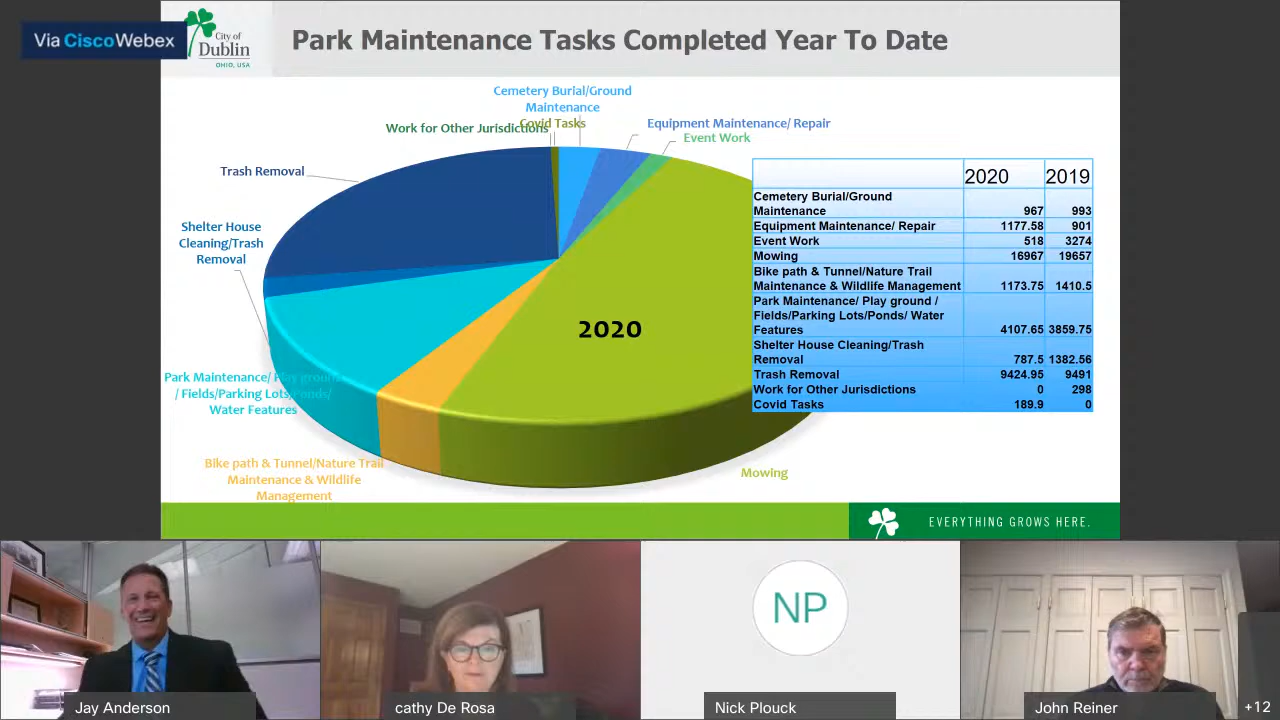 Via Cisco Webex
City of
Dublin
OHIO, USA
Park Maintenance Tasks Completed Year To Date
Cemetery Burial/Ground
Maintenance
Covid Tasks
Work for Other Jurisdictions
Equipment Maintenance/ Repair
Event Work
Trash Removal
Shelter House
Cleaning/Trash
Removal
2020
Park Maintenance/ Play ground
/ Fields/Parking Lots/Ponds/
Water Features
Bike path & Tunnel/Nature Trail
Maintenance & Wildlife
Management
Mowing
2020 2019
Cemetery Burial/Ground
Maintenance 967 993
Equipment Maintenance/ Repair 1177.58 901
Event Work 518 3274
Mowing 16967 19657
Bike path & Tunnel/Nature Trail
Maintenance & Wildlife Management 1173.75 1410.5
Park Maintenance/ Play ground /
Fields/Parking Lots/Ponds/ Water
Features 4107.65 3859.75
Shelter House Cleaning/Trash
Removal 787.5 1382.56
Trash Removal 9424.95 9491
Work for Other Jurisdictions 0 298
Covid Tasks 189.9 0
EVERYTHING GROWS HERE.
NP
Jay Anderson
cathy De Rosa
Nick Plouck
John Reiner
+12